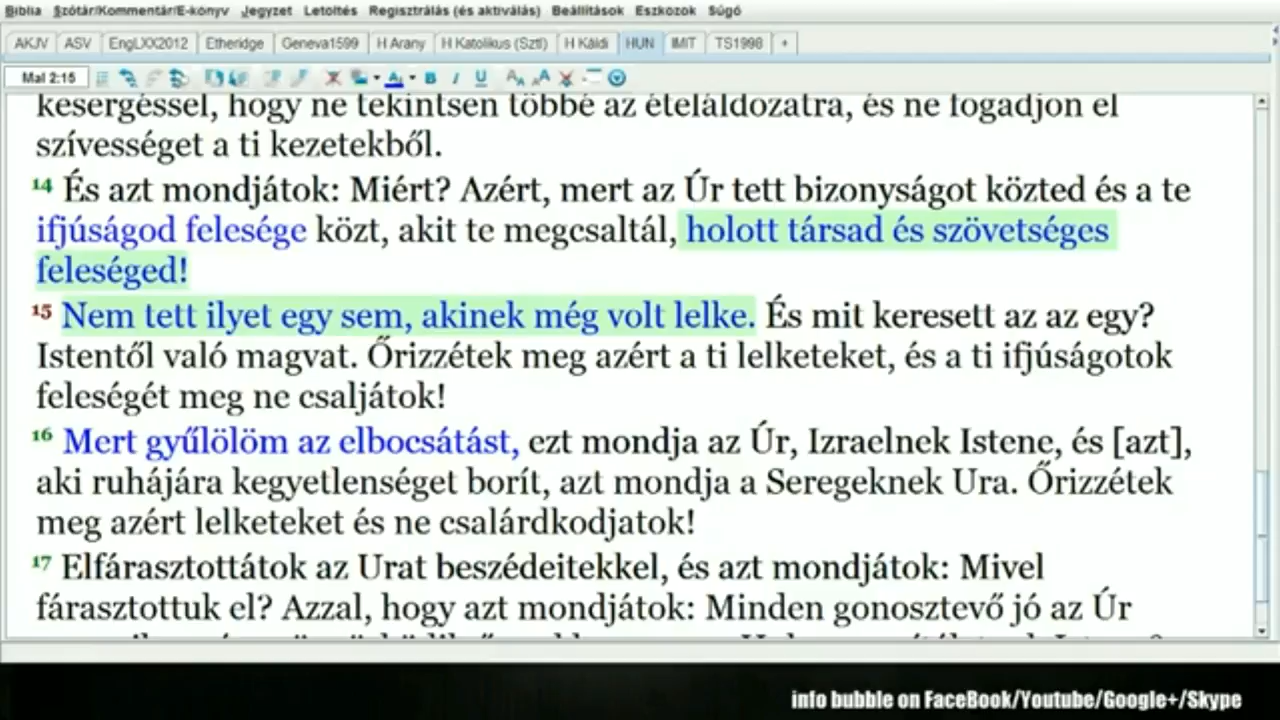 Biblia Szótár/Kommentár/E-könyv Jegyzet Letöltés Regisztrálás (és aktiválás) Beállítások Eszközök Súgó
AKJV ASV EnglLXX2012 Etheridge Geneva1599 H Arany H Katolikus (SztI) H Káldi HUN IMIT TS1998 +
Mal 2:15
kesergéssel, hogy ne tekintsen többé az ételáldozatra, és ne fogadjon el
szívességet a ti kezetekből.
14 És azt mondjátok: Miért? Azért, mert az Úr tett bizonyságot közted és a te
ifjúságod felesége közt, akit te megcsaltál, holott társad és szövetséges
feleséged!
15 Nem tett ilyet egy sem, akinek még volt lelke. És mit keresett az az egy?
Istentől való magvat. Őrizzétek meg azért a ti lelketeket, és a ti ifjúságotok
feleségét meg ne csaljátok!
16 Mert gyűlölöm az elbocsátást, ezt mondja az Úr, Izraelnek Istene, és [azt],
aki ruhájára kegyetlenséget borít, azt mondja a Seregeknek Ura. Őrizzétek
meg azért lelketeket és ne csalárdkodjatok!
17 Elfárasztottátok az Urat beszédeitekkel, és azt mondjátok: Mivel
fárasztottuk el? Azzal, hogy azt mondjátok: Minden gonosztevő jó az Úr
info bubble on FaceBook/Youtube/Google+/Skype